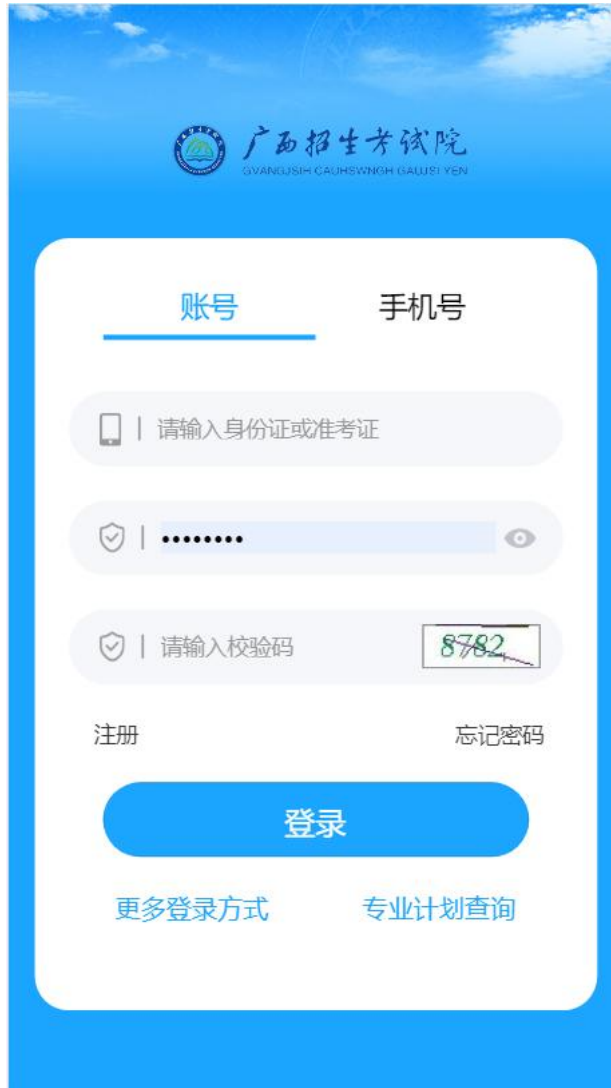 广西招生考试院
GVANGJSIH CAUHSWNGH GAUJSI YEN
账号
手机号
请输入身份证或准考证
••••••••
请输入校验码
8782
注册
忘记密码
登录
更多登录方式
专业计划查询